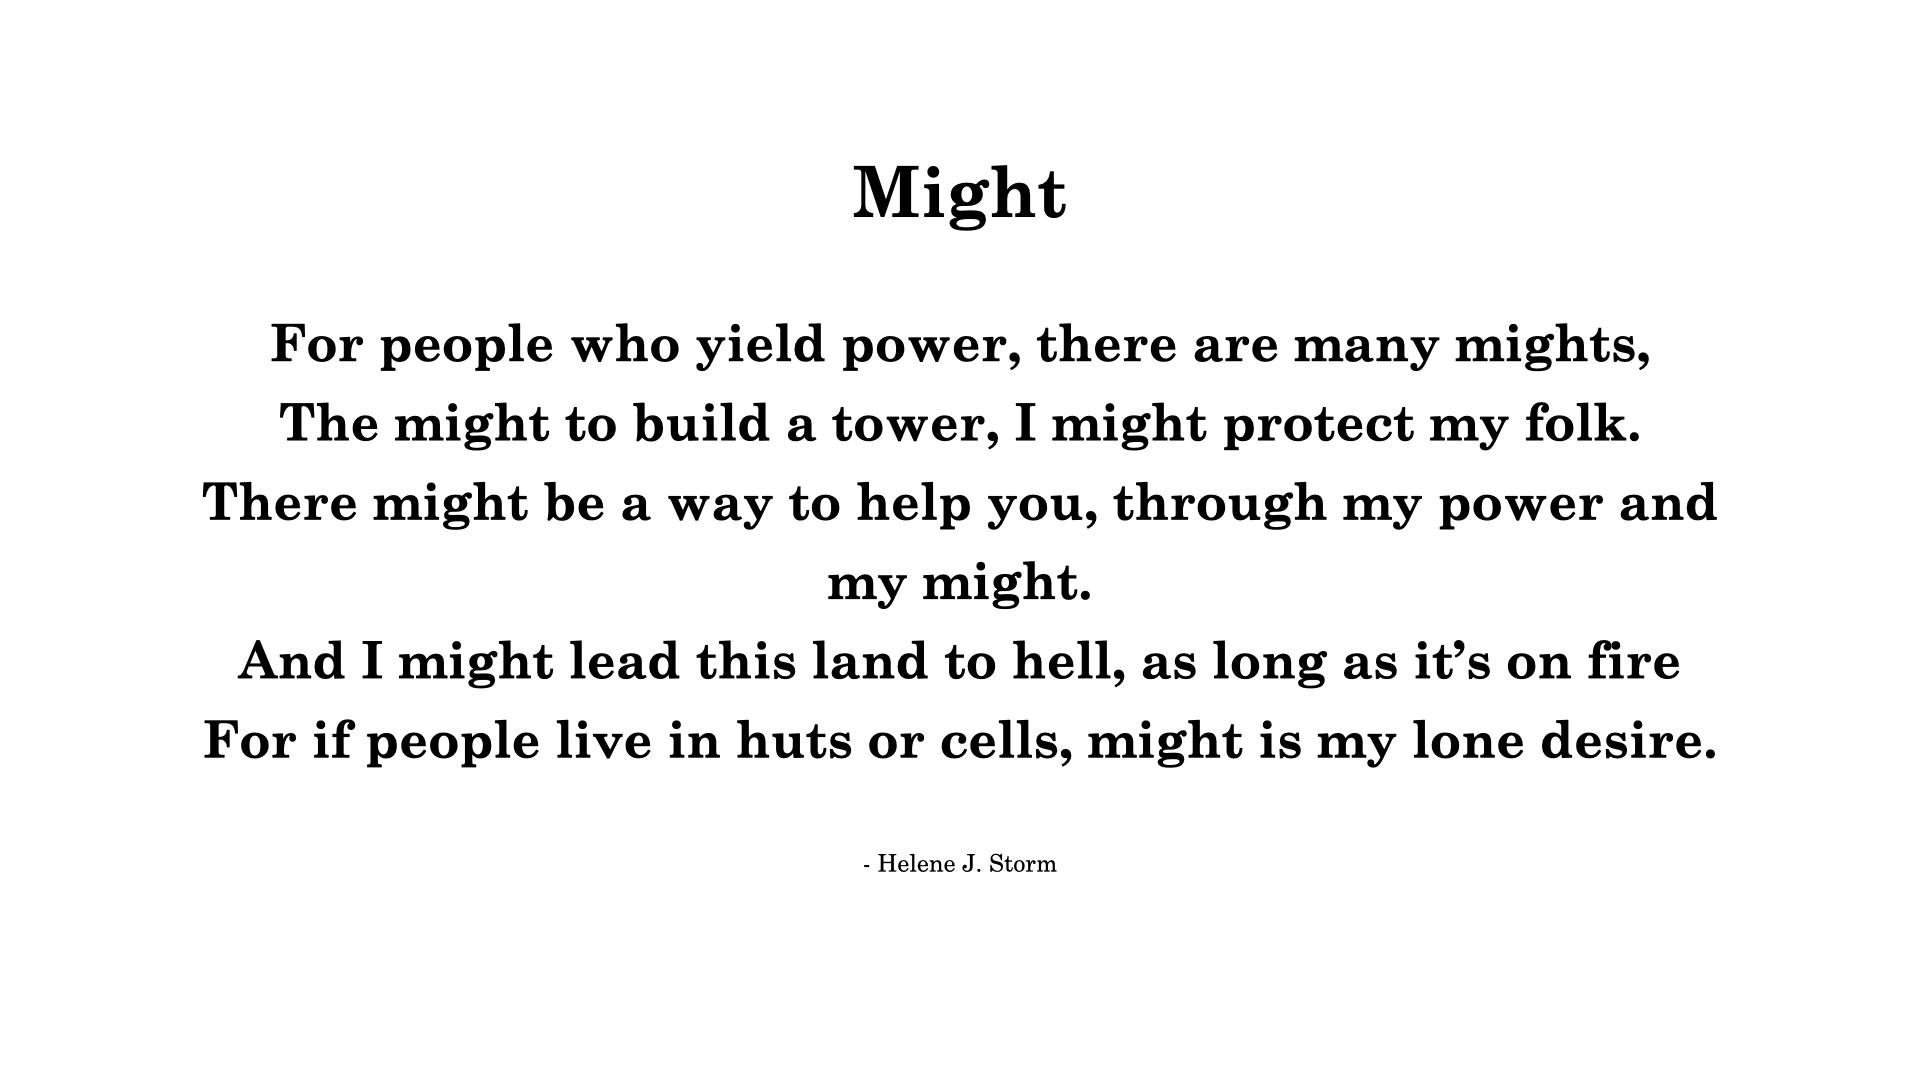 Might
For people who yield power, there are many mights,
The might to build a tower, I might protect my folk.
There might be a way to help you, through my power and
my might.
And I might lead this land to hell, as long as it’s on fire
For if people live in huts or cells, might is my lone desire.
- Helene J. Storm